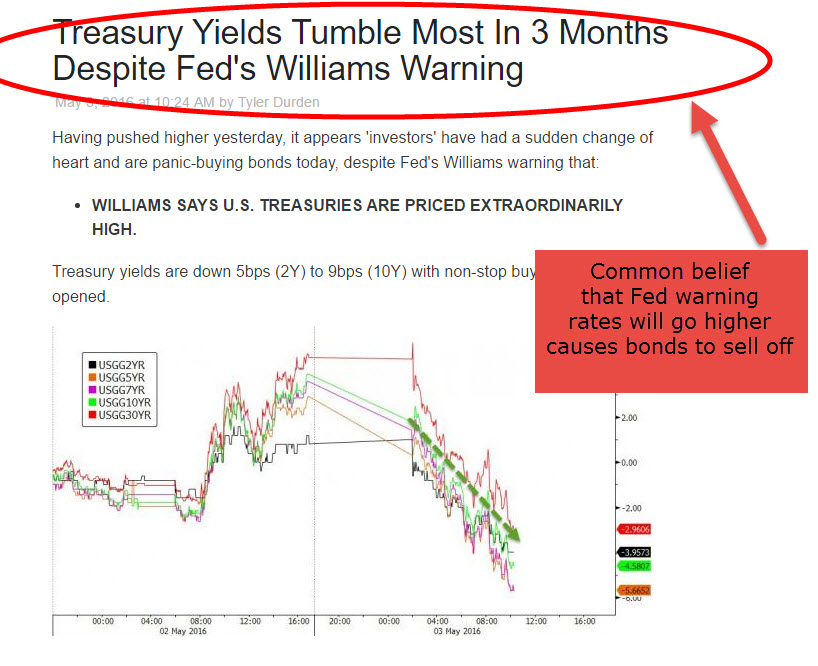 Treasury Yields Tumble Most In 3 Months
Despite Fed's Williams Warning
May 3, 2016 at 10:24 AM by Tyler Durden
Having pushed higher yesterday, it appears 'investors' have had a sudden change of
heart and are panic-buying bonds today, despite Fed's Williams warning that:
• WILLIAMS SAYS U.S. TREASURIES ARE PRICED EXTRAORDINARILY
HIGH.
Treasury yields are down 5bps (2Y) to 9bps (10Y) with non-stop buy
opened.
Common belief
that Fed warning
rates will go higher
causes bonds to sell off
USGG2YR
USGG5YR
USGG7YR
USGG10YR
USGG30YR
2.00
0.00
-2.00
-2.9606
-3.9573
-4.5807
-5.6652
-6.00
00:00 04:00 08:00 12:00 16:00 20:00 00:00 04:00 08:00 12:00 16:00
02 May 2016 03 May 2016